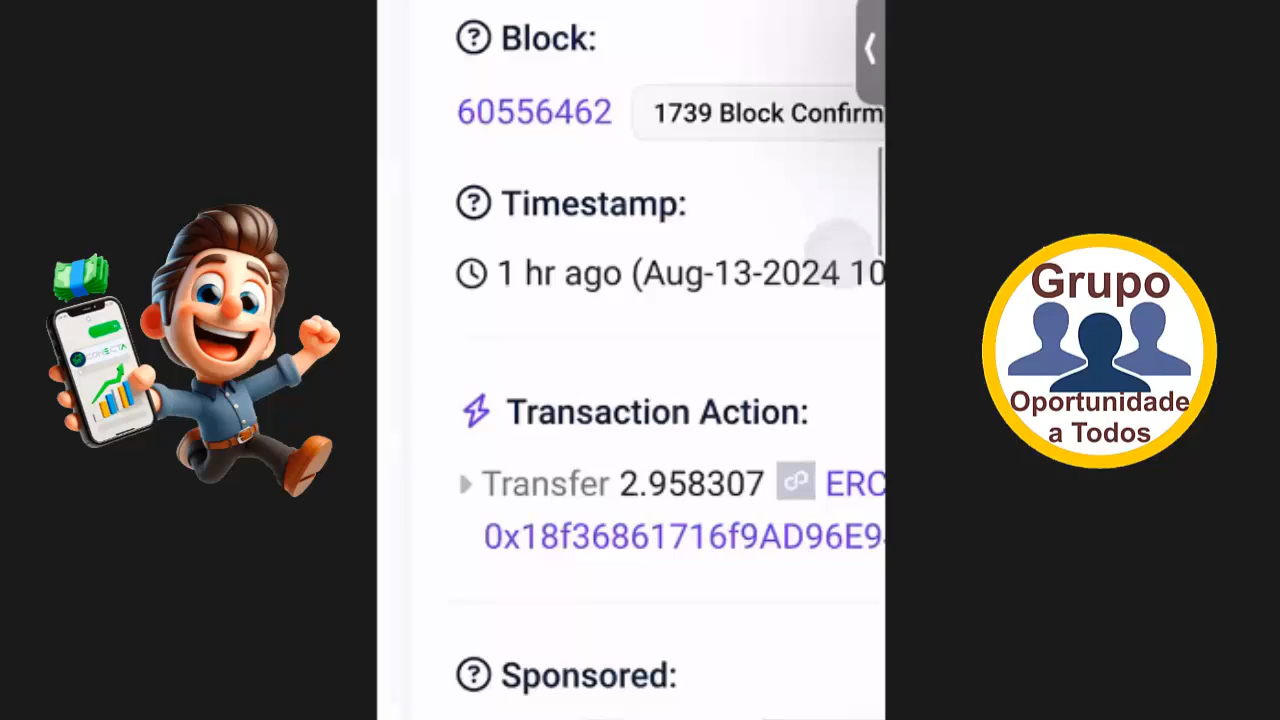 Block:
60556462 1739 Block Confirm
Timestamp:
1 hr ago (Aug-13-2024 10
Transaction Action:
Transfer 2.958307 ERC
0x18f36861716f9AD96E9
Sponsored:
CONECTA
Grupo
Oportunidade
a Todos